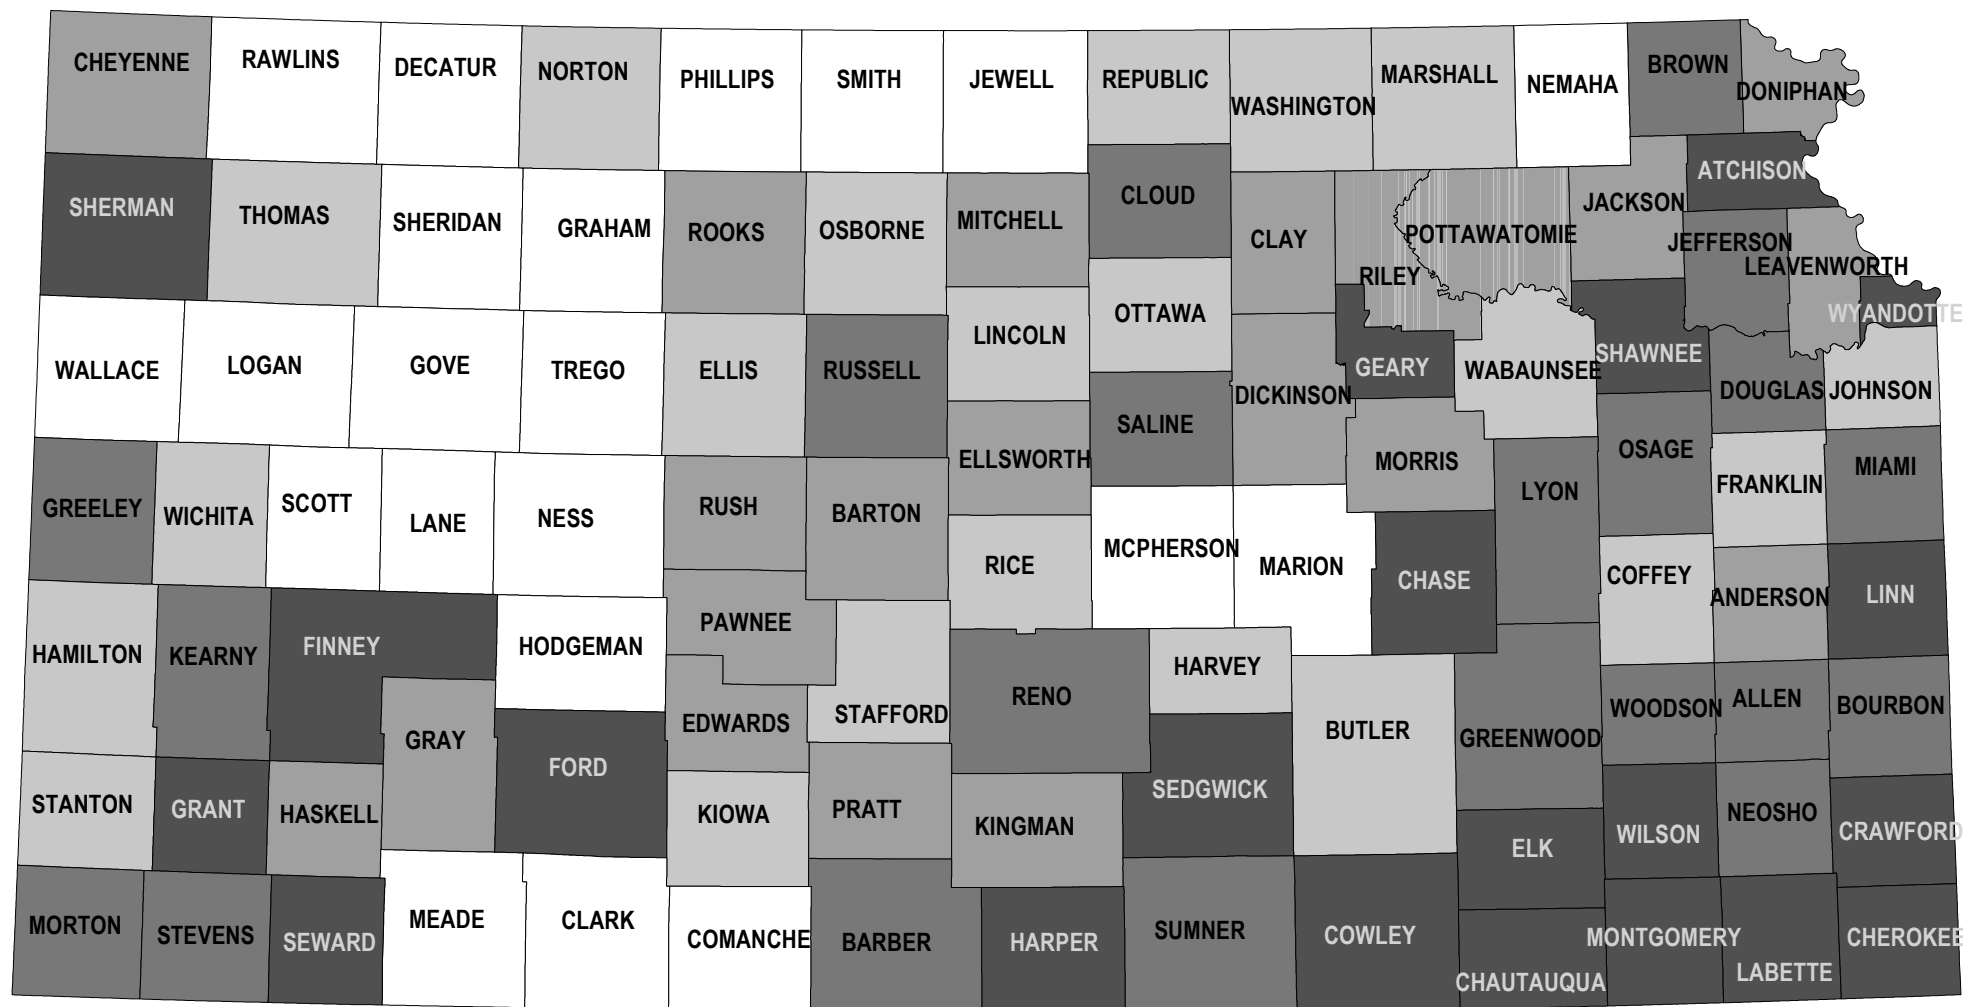 CHEYENNE
RAWLINS
DECATUR
NORTON
PHILLIPS
SMITH
JEWELL
REPUBLIC
WASHINGTON
MARSHALL
NEMAHA
BROWN
DONIPHAN
SHERMAN
THOMAS
SHERIDAN
GRAHAM
ROOKS
OSBORNE
MITCHELL
CLOUD
CLAY
RILEY
POTTAWATOMIE
JACKSON
ATCHISON
JEFFERSON
LEAVENWORTH
WYANDOTTE
WALLACE
LOGAN
GOVE
TREGO
ELLIS
RUSSELL
LINCOLN
OTTAWA
SALINE
DICKINSON
GEARY
WABAUNSEE
SHAWNEE
DOUGLAS
JOHNSON
GREELEY
WICHITA
SCOTT
LANE
NESS
RUSH
BARTON
ELLSWORTH
RICE
MCPHERSON
MARION
MORRIS
CHASE
LYON
OSAGE
FRANKLIN
MIAMI
COFFEY
ANDERSON
LINN
HAMILTON
KEARNY
FINNEY
HODGEMAN
PAWNEE
EDWARDS
STAFFORD
RENO
HARVEY
BUTLER
GREENWOOD
WOODSON
ALLEN
BOURBON
STANTON
GRANT
HASKELL
GRAY
FORD
KIOWA
PRATT
KINGMAN
SEDGWICK
ELK
WILSON
NEOSHO
CRAWFORD
MORTON
STEVENS
SEWARD
MEADE
CLARK
COMANCHE
BARBER
HARPER
SUMNER
COWLEY
CHAUTAUQUA
MONTGOMERY
LABETTE
CHEROKEE